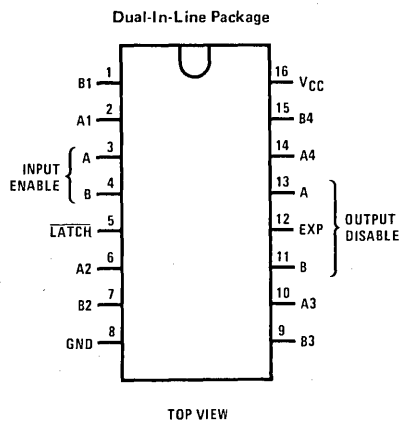 Dual-In-Line Package
B1 1
16 VCC
A1 2
15 B4
INPUT ENABLE
A 3
14 A4
B 4
13 A
LATCH 5
12 EXP
OUTPUT DISABLE
A2 6
11 B
B2 7
10 A3
GND 8
9 B3
TOP VIEW